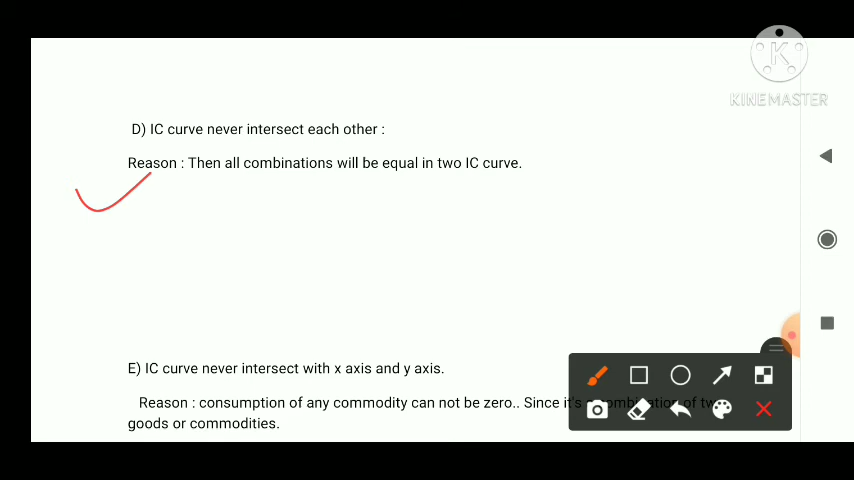 KINEMASTER
D) IC curve never intersect each other :
Reason : Then all combinations will be equal in two IC curve.
E) IC curve never intersect with x axis and y axis.
Reason : consumption of any commodity can not be zero.. Since it's a combination of
goods or commodities.